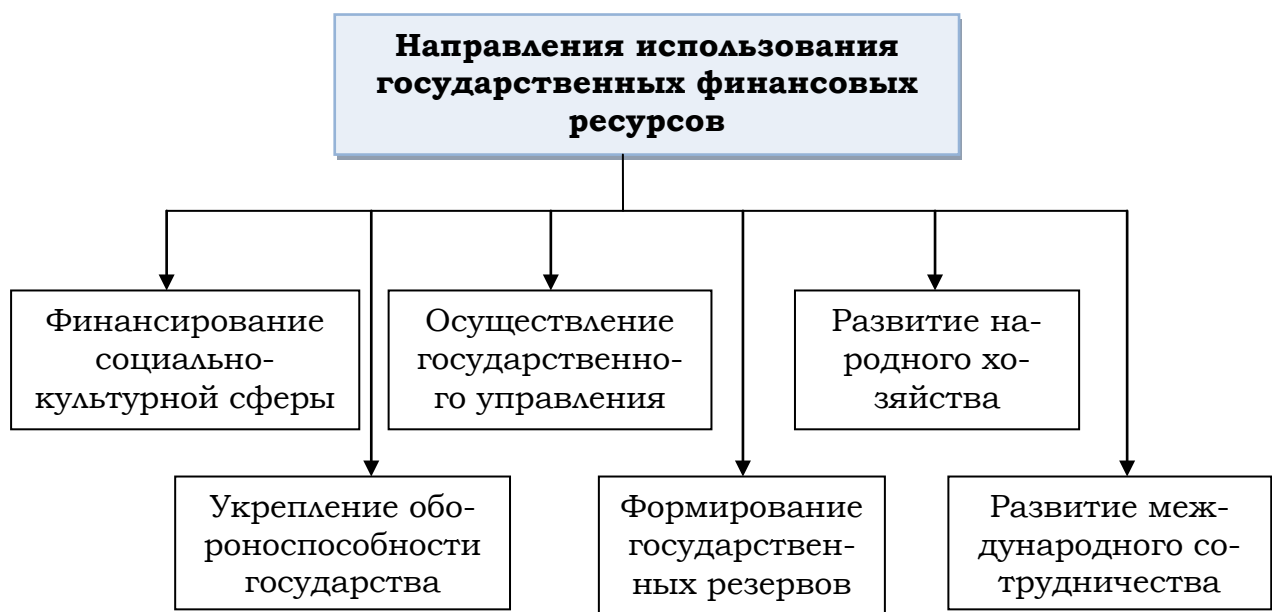 Направления использования
государственных финансовых
ресурсов
Финансирование
социально-
культурной сферы
Осуществление
государственно-
го управления
Развитие на-
родного хо-
зяйства
Укрепление обо-
роноспособности
государства
Формирование
государствен-
ных резервов
Развитие меж-
дународного со-
трудничества